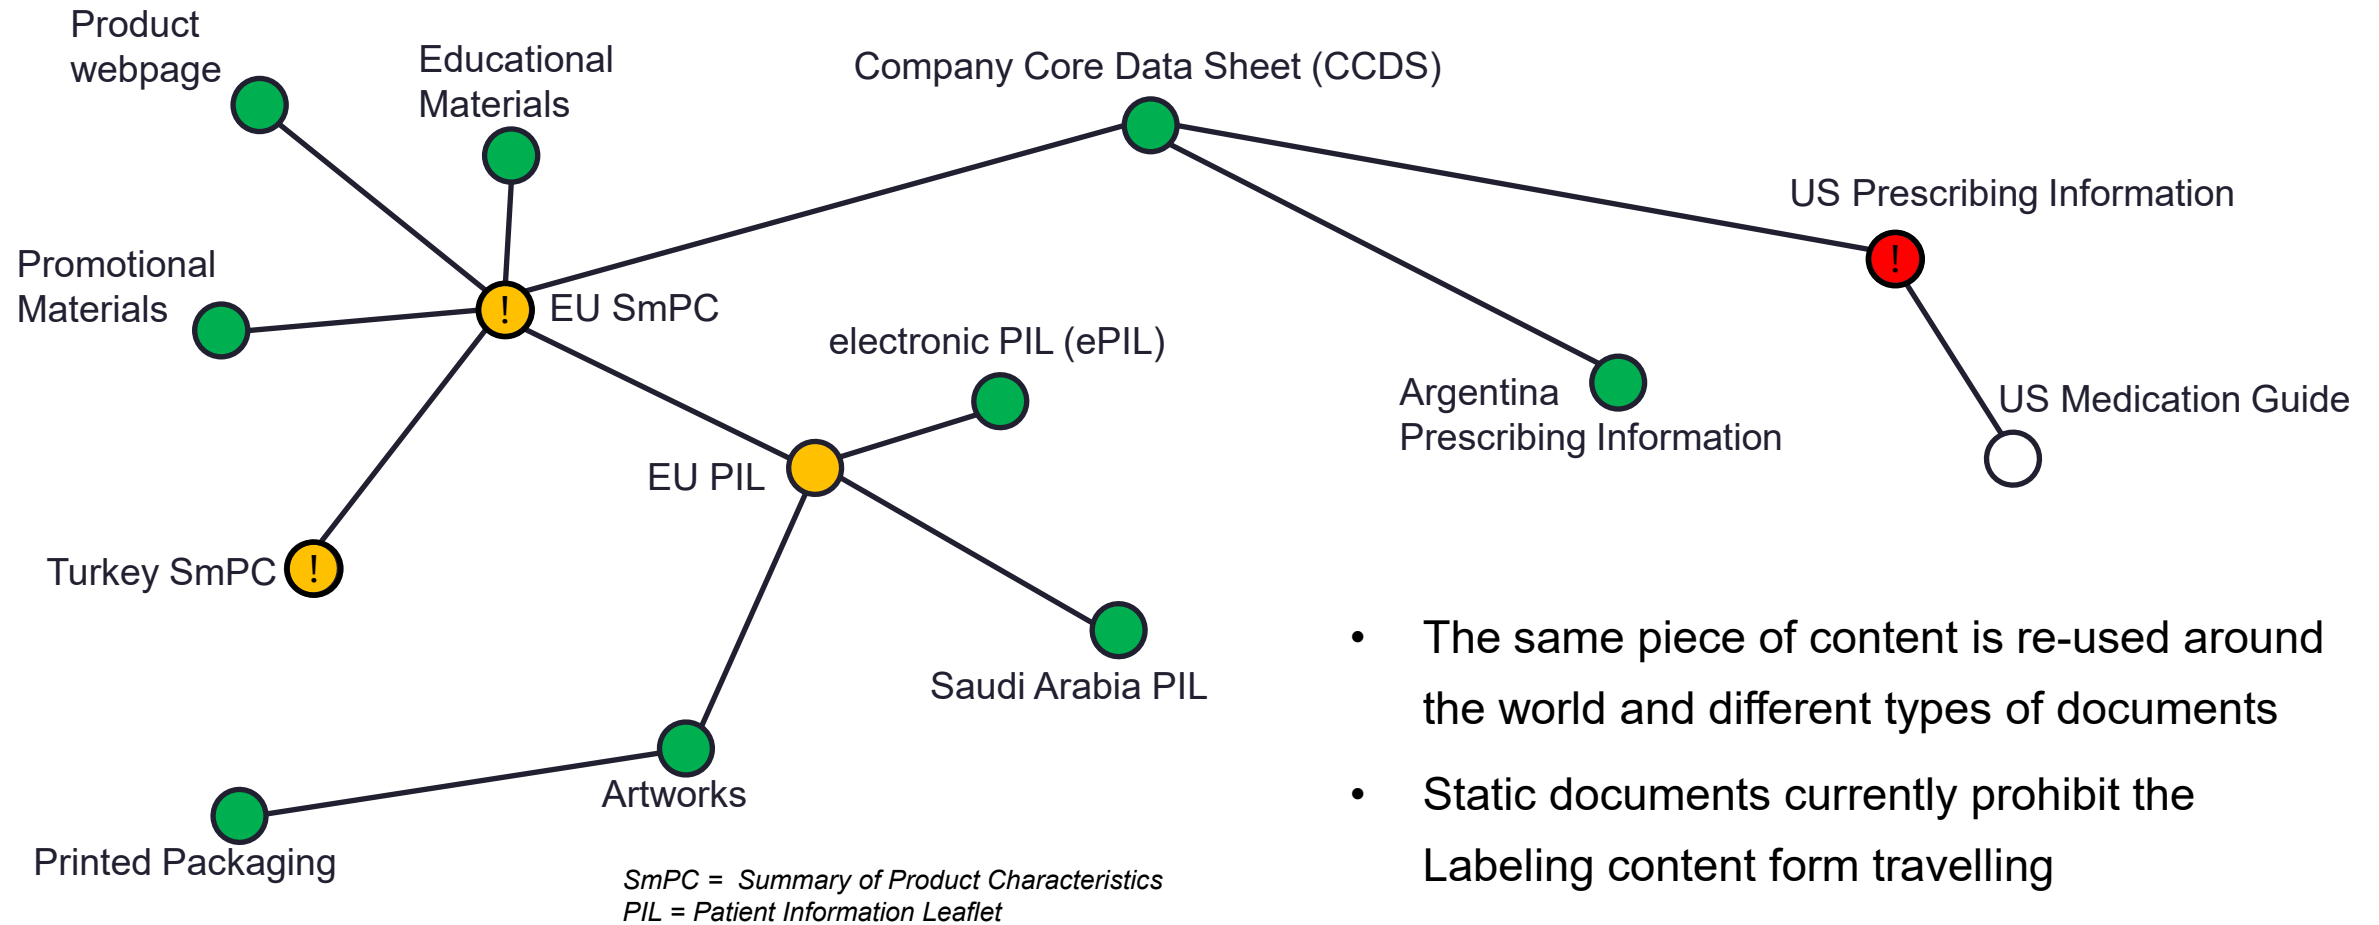 Product
webpage
Educational
Materials
Company Core Data Sheet (CCDS)
US Prescribing Information
!
Promotional
Materials
!
EU SmPC
electronic PIL (ePIL)
Argentina
Prescribing Information
US Medication Guide
EU PIL
Turkey SmPC
!
Saudi Arabia PIL
Artworks
Printed Packaging
SmPC = Summary of Product Characteristics
PIL = Patient Information Leaflet
• The same piece of content is re-used around
the world and different types of documents
• Static documents currently prohibit the
Labeling content form travelling